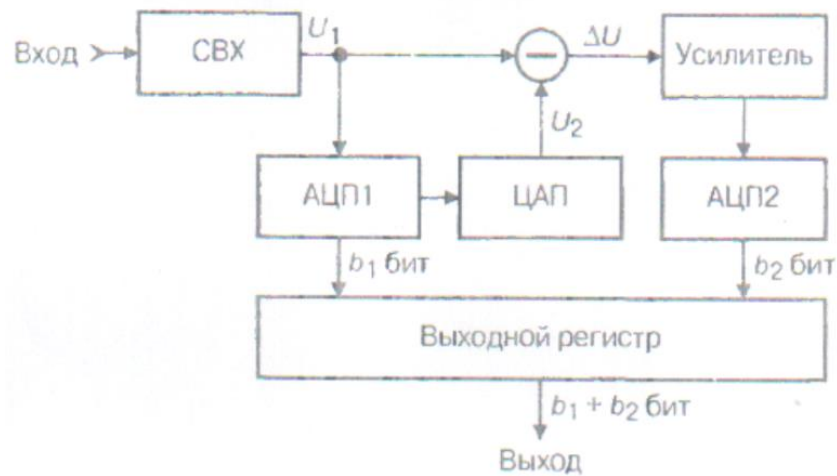 Вход
СВХ
U1
ΔU
Усилитель
U2
АЦП1
ЦАП
АЦП2
b1 бит
b2 бит
Выходной регистр
b1 + b2 бит
Выход